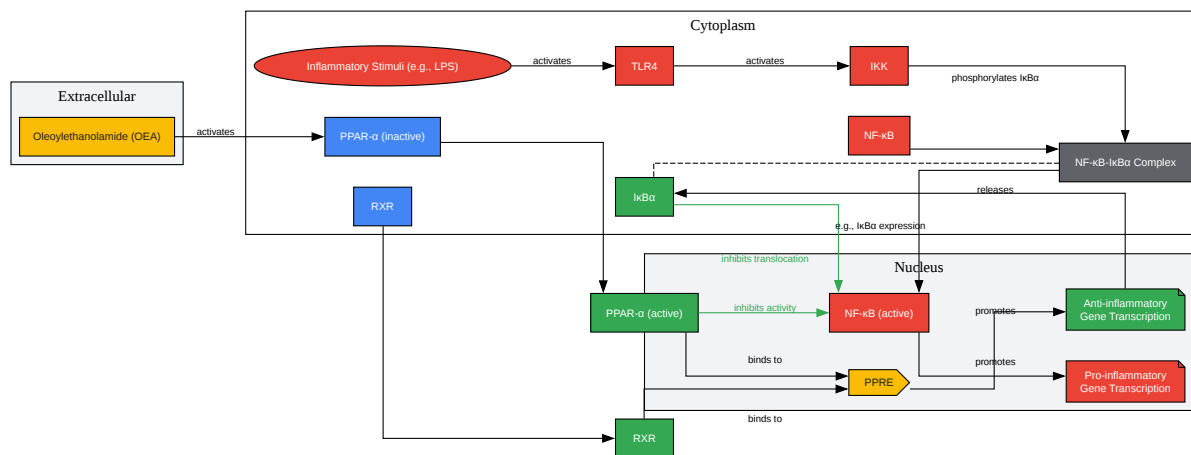 Cytoplasm
Inflammatory Stimuli (e.g., LPS)
activates
TLR4
activates
IKK
phosphorylates IκBα
Extracellular
Oleoylethanolamide (OEA)
activates
PPAR-α (inactive)
NF-κB
NF-κB-IκBα Complex
RXR
IκBα
releases
e.g., IκBα expression
inhibits translocation
Nucleus
PPAR-α (active)
inhibits activity
NF-κB (active)
promotes
Anti-inflammatory
Gene Transcription
binds to
PPRE
promotes
Pro-inflammatory
Gene Transcription
binds to
RXR